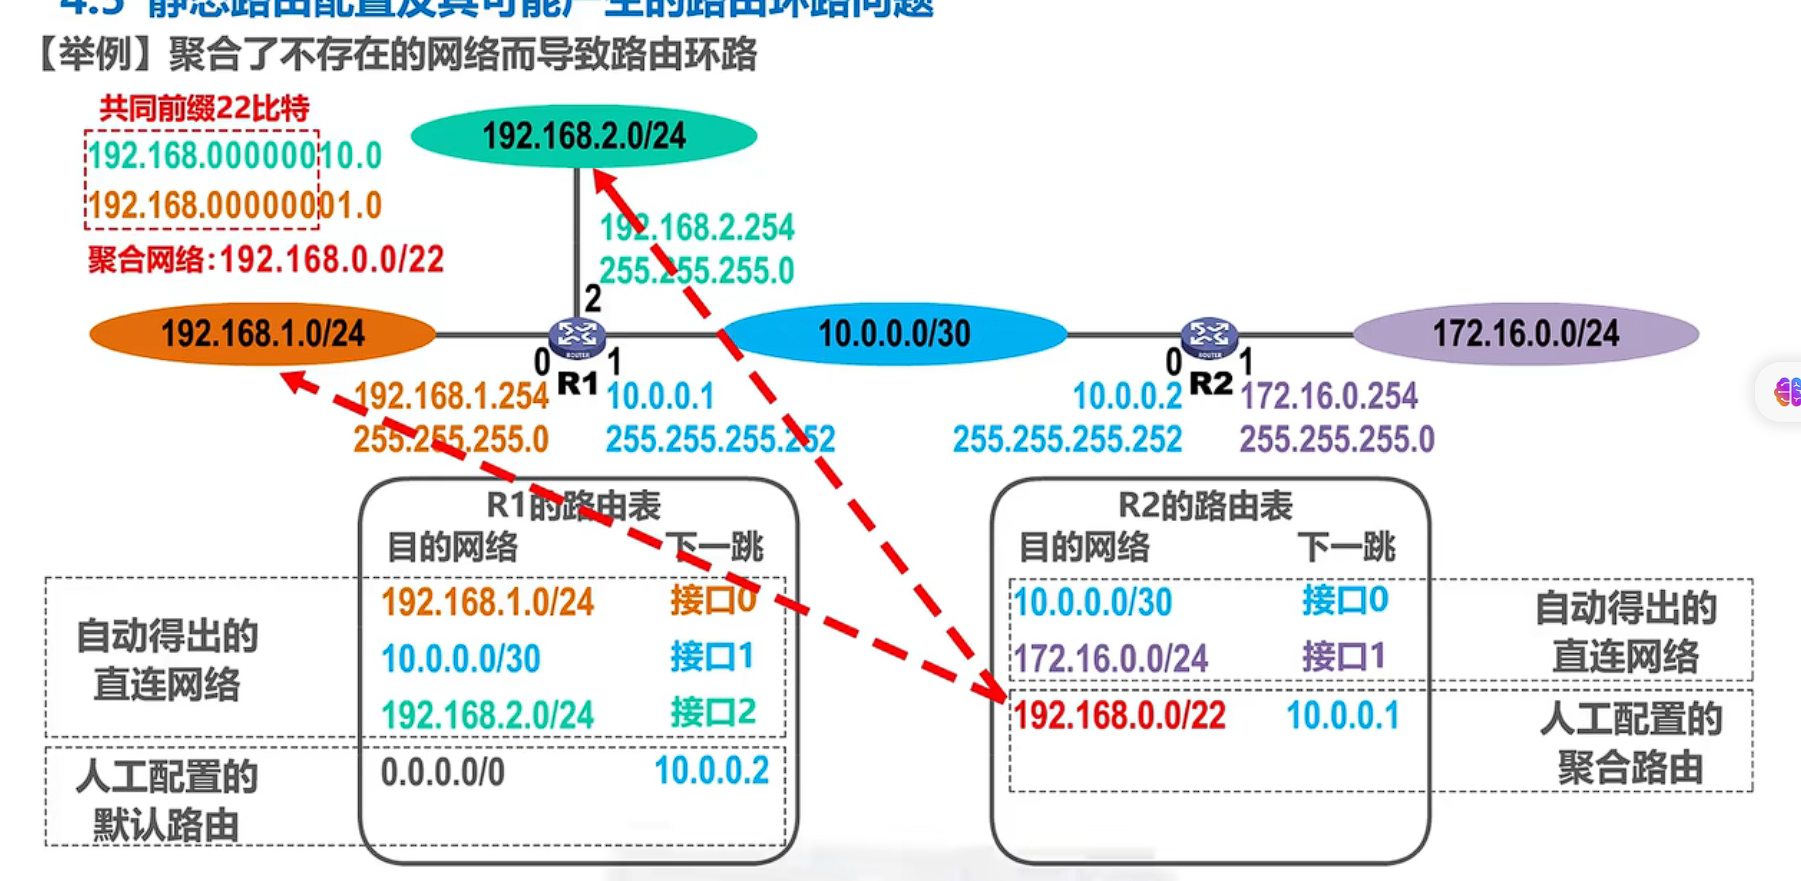 4.5 静态路由配置及其可能产生的路由环路问题
【举例】聚合了不存在的网络而导致路由环路
共同前缀22比特
192.168.00000010.0
192.168.00000001.0
聚合网络:192.168.0.0/22
192.168.2.0/24
192.168.2.254
255.255.255.0
2
192.168.1.0/24
ROUTER
10.0.0.0/30
ROUTER
172.16.0.0/24
0 R1 1
0 R2 1
192.168.1.254
255.255.255.0
10.0.0.1
255.255.255.252
10.0.0.2
255.255.255.252
172.16.0.254
255.255.255.0
R1的路由表
目的网络 下一跳
192.168.1.0/24 接口0
10.0.0.0/30 接口1
192.168.2.0/24 接口2
0.0.0.0/0 10.0.0.2
自动得出的
直连网络
人工配置的
默认路由
R2的路由表
目的网络 下一跳
10.0.0.0/30 接口0
172.16.0.0/24 接口1
192.168.0.0/22 10.0.0.1
自动得出的
直连网络
人工配置的
聚合路由